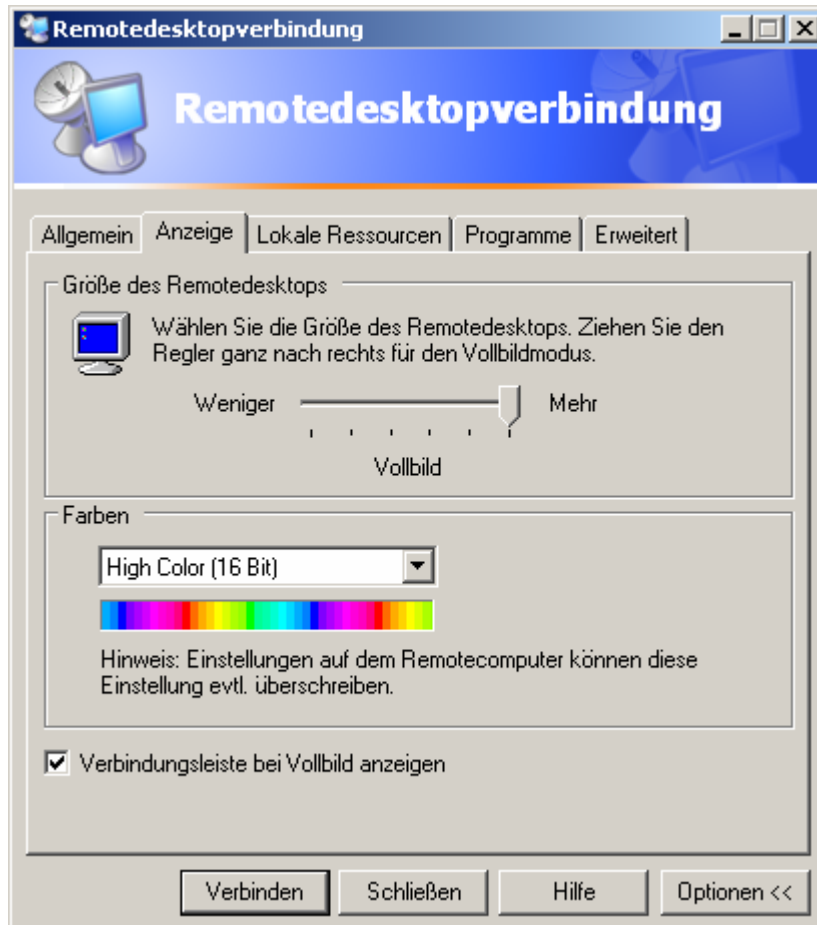 Remotedesktopverbindung
Remotedesktopverbindung
Allgemein Anzeige Lokale Ressourcen Programme Erweitert
Größe des Remotedesktops
Wählen Sie die Größe des Remotedesktops. Ziehen Sie den
Regler ganz nach rechts für den Vollbildmodus.
Weniger Mehr
Vollbild
Farben
High Color (16 Bit)
Hinweis: Einstellungen auf dem Remotecomputer können diese
Einstellung evtl. überschreiben.
Verbindungsleiste bei Vollbild anzeigen
Verbinden Schließen Hilfe Optionen <<